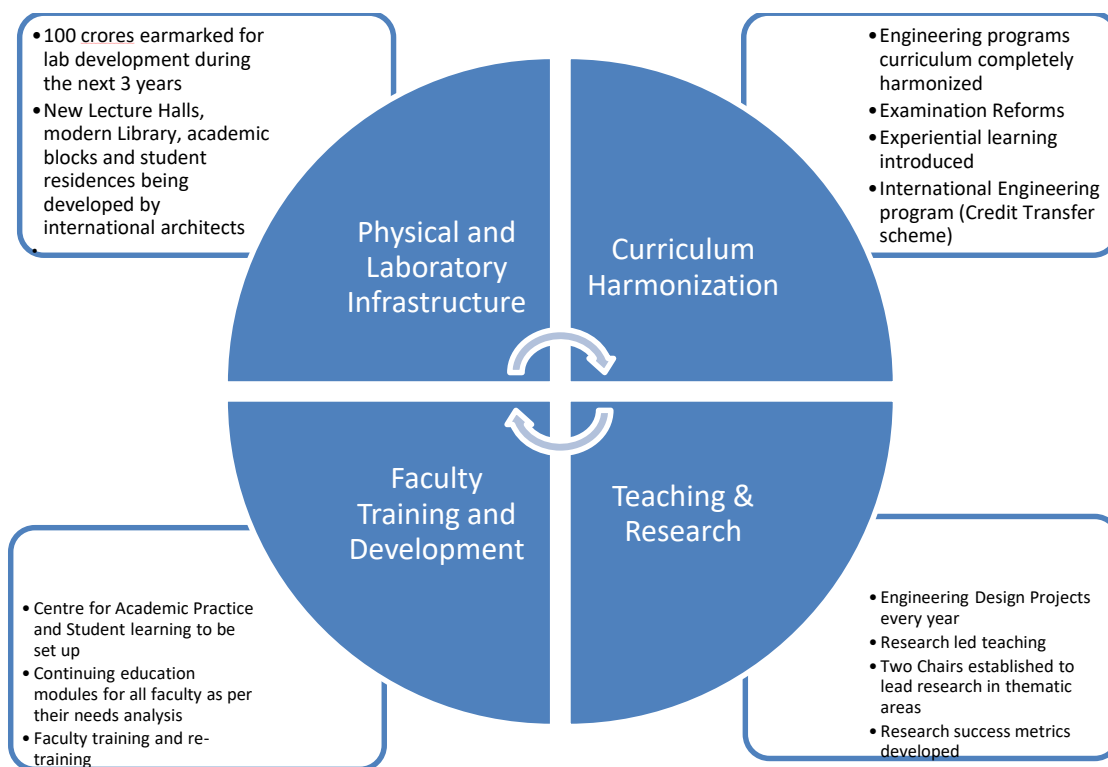 •100 crores earmarked for
lab development during
the next 3 years
•New Lecture Halls,
modern Library, academic
blocks and student
residences being
developed by
international architects
•
•Engineering programs
curriculum completely
harmonized
•Examination Reforms
•Experiential learning
introduced
•International Engineering
program (Credit Transfer
scheme)
Physical and
Laboratory
Infrastructure
Curriculum
Harmonization
Faculty
Training and
Development
Teaching &
Research
• Centre for Academic Practice
and Student learning to be
set up
• Continuing education
modules for all faculty as per
their needs analysis
• Faculty training and re-
training
• Engineering Design Projects
every year
• Research led teaching
• Two Chairs established to
lead research in thematic
areas
• Research success metrics
developed